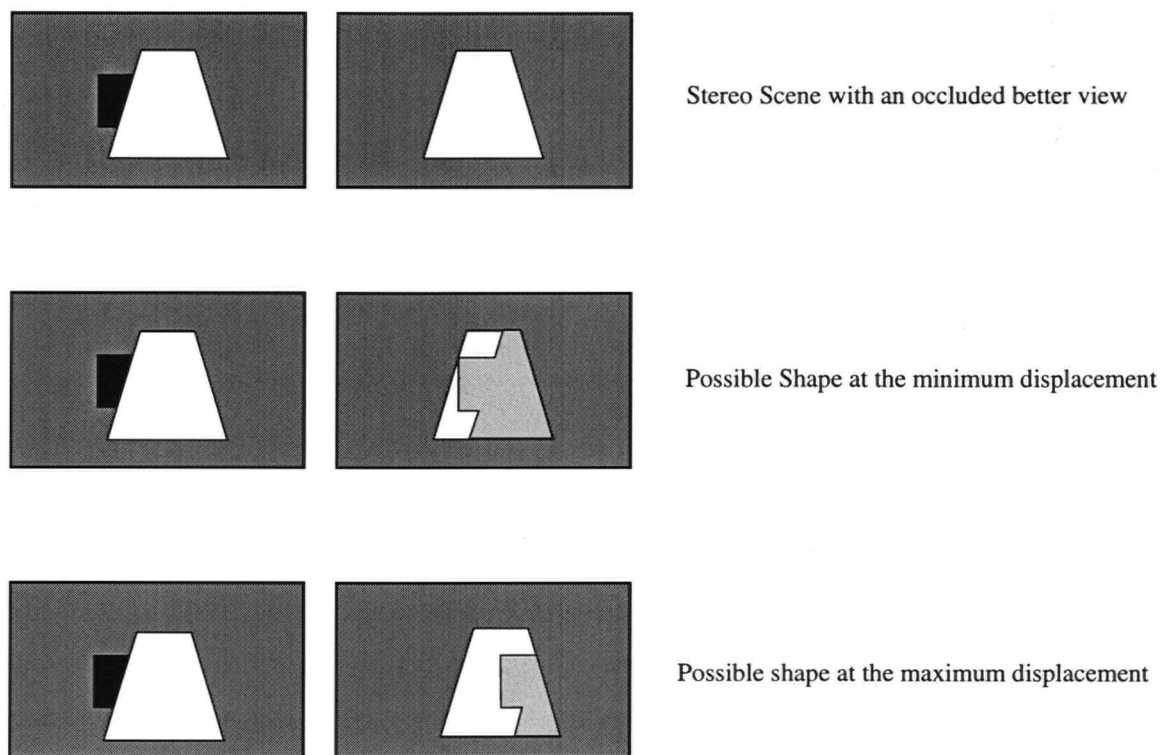 Stereo Scene with an occluded better view
Possible Shape at the minimum displacement
Possible shape at the maximum displacement